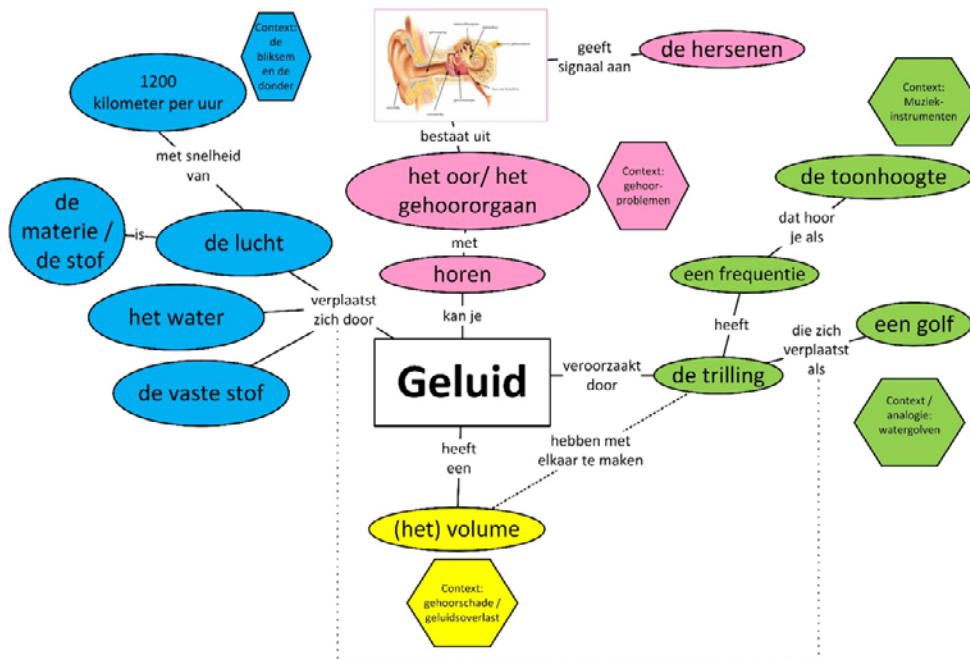 Context:
de
bliksem
en de
donder
1200
kilometer per uur
met snelheid
van
de
materie /
de stof
is
de lucht
het water
de vaste stof
verplaatst
zich door
geeft
signaal aan
de hersenen
bestaat uit
het oor/ het
gehoororgaan
Context:
gehoor-
problemen
met
horen
kan je
Geluid
Context:
Muziek-
instrumenten
de toonhoogte
dat hoor
je als
een frequentie
heeft
veroorzaakt
door
de trilling
die zich
verplaatst
als
een golf
Context /
analogie:
watergolven
hebben met
elkaar te maken
heeft
een
(het) volume
Context:
gehoorschade /
geluidsoverlast